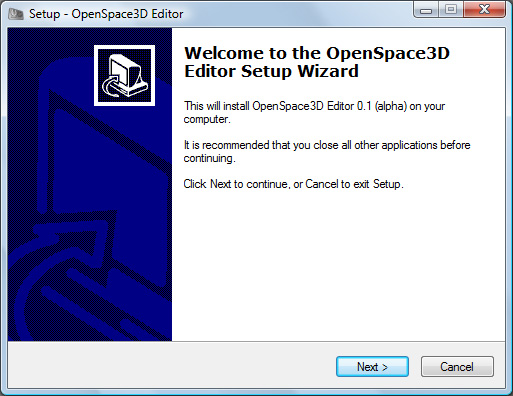 Setup - OpenSpace3D Editor
Welcome to the OpenSpace3D
Editor Setup Wizard
This will install OpenSpace3D Editor 0.1 (alpha) on your
computer.
It is recommended that you close all other applications before
continuing.
Click Next to continue, or Cancel to exit Setup.
Next >
Cancel